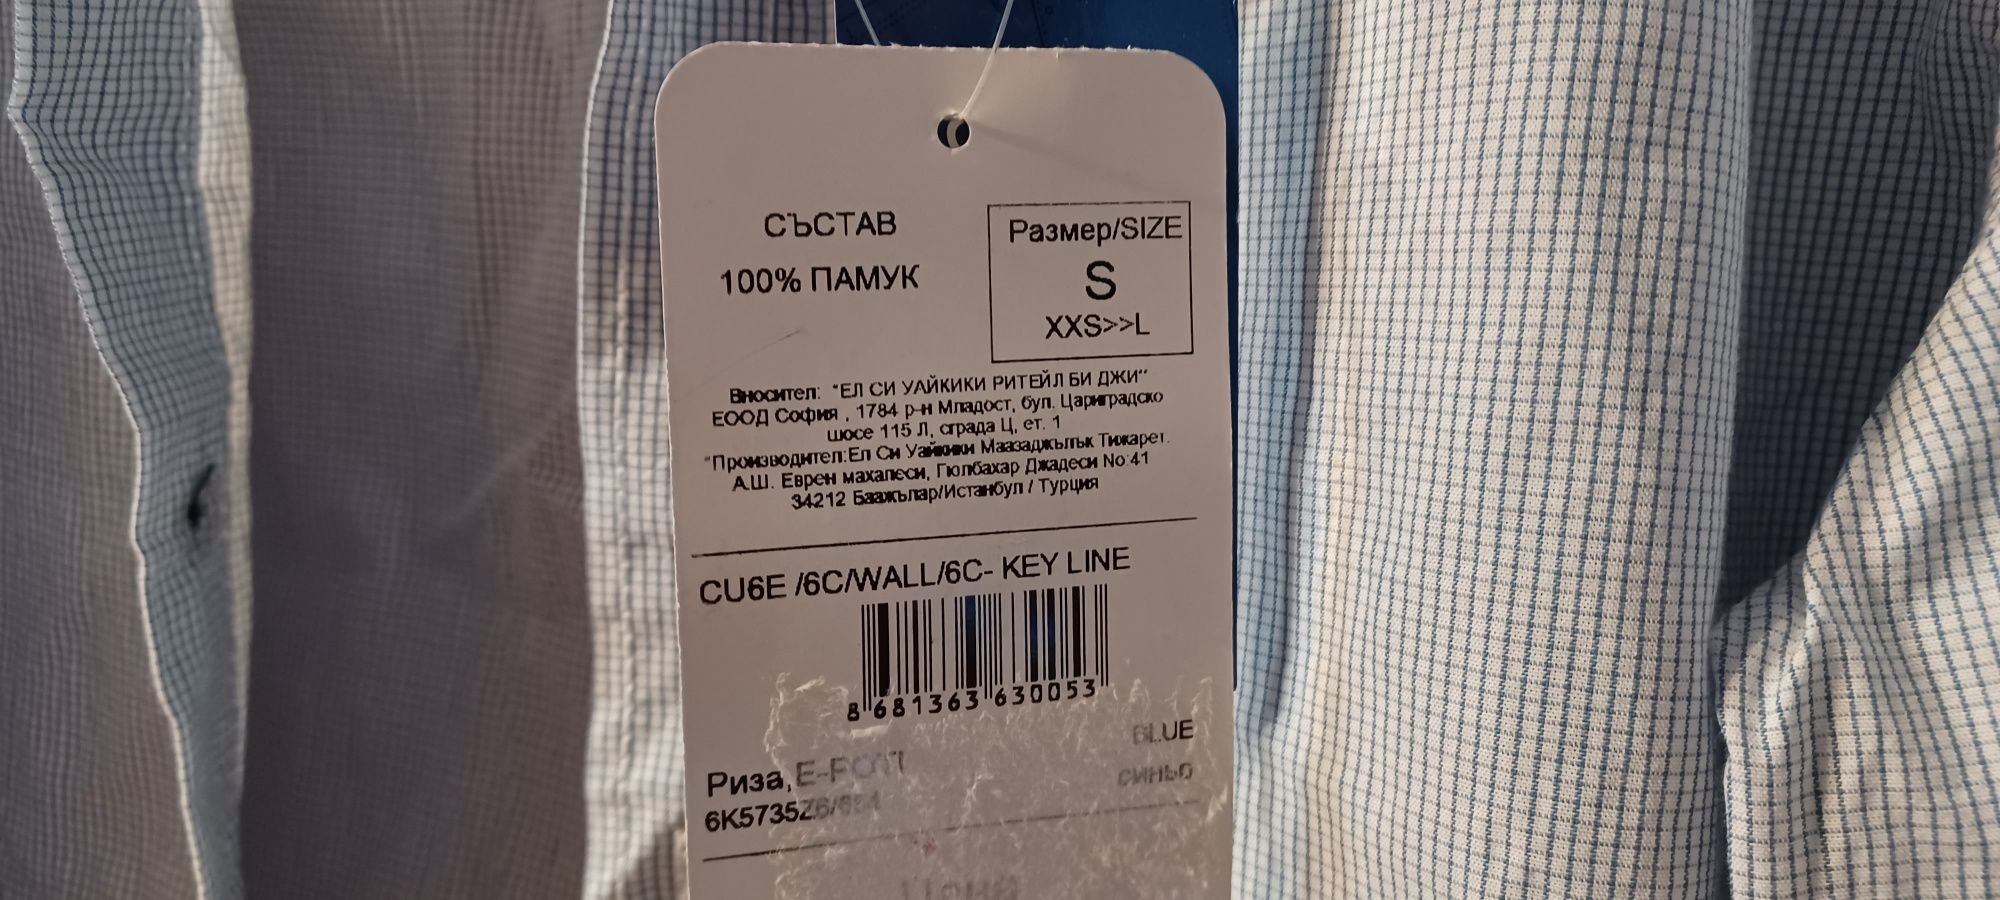 СЪСТАВ
100% ПАМУК
Размер/SIZE
S
XXS>>L
Вносител: "ЕЛ СИ УАЙКИКИ РИТЕЙЛ БИ ДЖИ"
ЕООД София , 1784 р-н Младост, бул. Цариградско
шосе 115 Л, сграда Ц, ет. 1
"Производител:Ел Си Уайкики Маазаджълък Тижарет.
А.Ш. Еврен махалеси, Гюлбахар Джадеси No:41
34212 Баажълар/Истанбул / Турция
CU6E /6C/WALL/6C- KEY LINE
8 681363 630053
BLUE
Риза,
синьо
6K5735Z6/